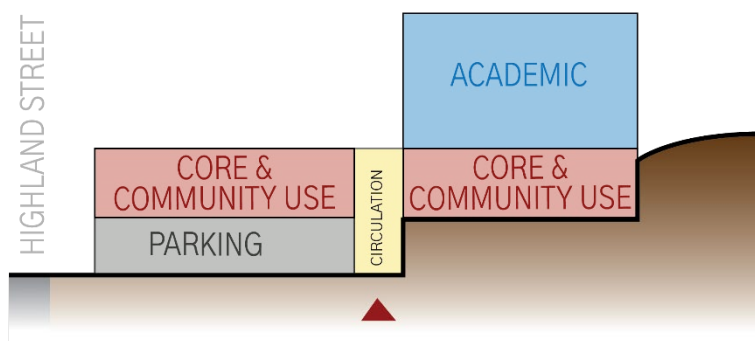 HIGHLAND STREET
ACADEMIC
CORE &
COMMUNITY USE
CIRCULATION
CORE &
COMMUNITY USE
PARKING